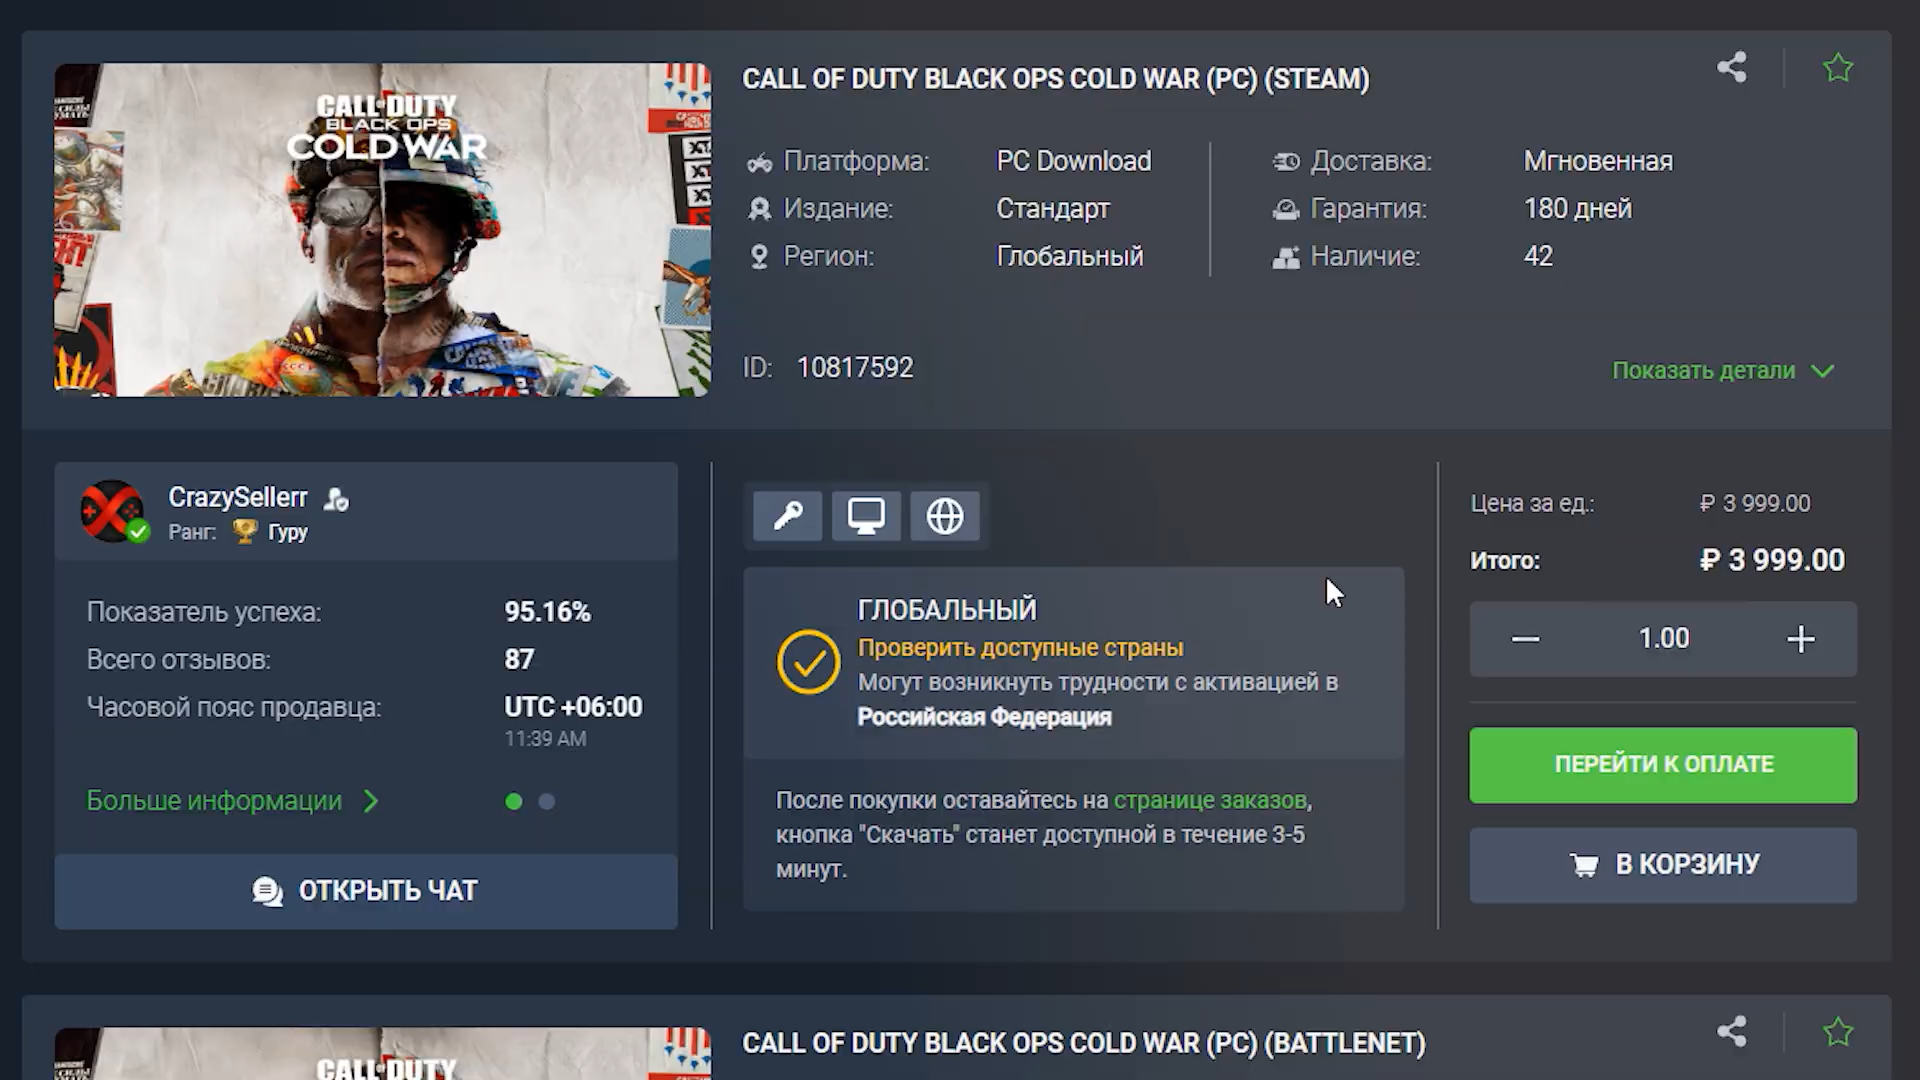 CALL OF DUTY BLACK OPS COLD WAR (PC) (STEAM)
CALL OF DUTY
BLACK OPS
COLD WAR
Платформа: PC Download
Издание: Стандарт
Регион: Глобальный
Доставка: Мгновенная
Гарантия: 180 дней
Наличие: 42
ID: 10817592
Показать детали
CrazySellerr
Ранг: Гуру
Показатель успеха: 95.16%
Всего отзывов: 87
Часовой пояс продавца: UTC +06:00
11:39 AM
Больше информации
ОТКРЫТЬ ЧАТ
ГЛОБАЛЬНЫЙ
Проверить доступные страны
Могут возникнуть трудности с активацией в
Российская Федерация
После покупки оставайтесь на странице заказов,
кнопка "Скачать" станет доступной в течение 3-5
минут.
Цена за ед.: ₽ 3 999.00
Итого: ₽ 3 999.00
1.00
ПЕРЕЙТИ К ОПЛАТЕ
В КОРЗИНУ
CALL OF DUTY BLACK OPS COLD WAR (PC) (BATTLENET)
CALL OF DUTY